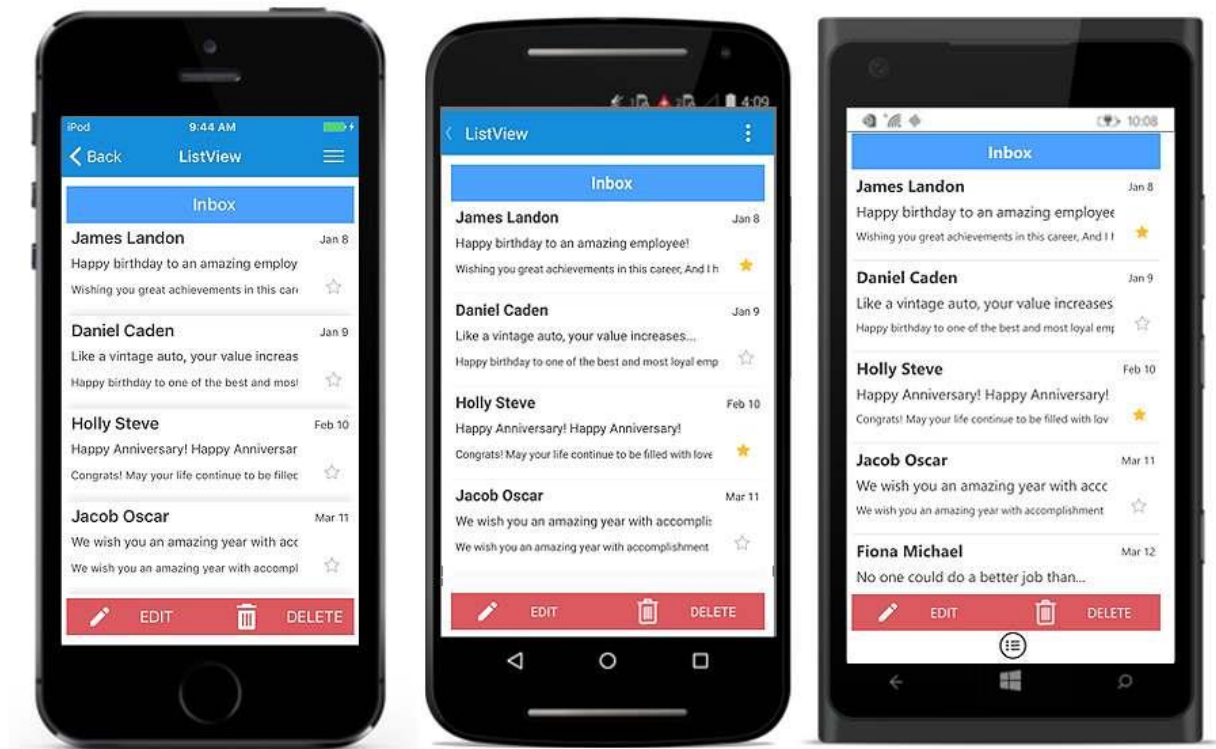 iPod 9:44 AM
Back ListView
Inbox
James Landon Jan 8
Happy birthday to an amazing employ
Wishing you great achievements in this care
Daniel Caden Jan 9
Like a vintage auto, your value increas
Happy birthday to one of the best and most
Holly Steve Feb 10
Happy Anniversary! Happy Anniversar
Congrats! May your life continue to be filled
Jacob Oscar Mar 11
We wish you an amazing year with acc
We wish you an amazing year with accompl
EDIT DELETE
4:09
ListView
Inbox
James Landon Jan 8
Happy birthday to an amazing employee!
Wishing you great achievements in this career, And I h
Daniel Caden Jan 9
Like a vintage auto, your value increases...
Happy birthday to one of the best and most loyal emp
Holly Steve Feb 10
Happy Anniversary! Happy Anniversary!
Congrats! May your life continue to be filled with love
Jacob Oscar Mar 11
We wish you an amazing year with accomplis
We wish you an amazing year with accomplishment
EDIT DELETE
10:08
Inbox
James Landon Jan 8
Happy birthday to an amazing employee
Wishing you great achievements in this career, And I h
Daniel Caden Jan 9
Like a vintage auto, your value increases
Happy birthday to one of the best and most loyal emp
Holly Steve Feb 10
Happy Anniversary! Happy Anniversary!
Congrats! May your life continue to be filled with lov
Jacob Oscar Mar 11
We wish you an amazing year with acco
We wish you an amazing year with accomplishment
Fiona Michael Mar 12
No one could do a better job than...
EDIT DELETE